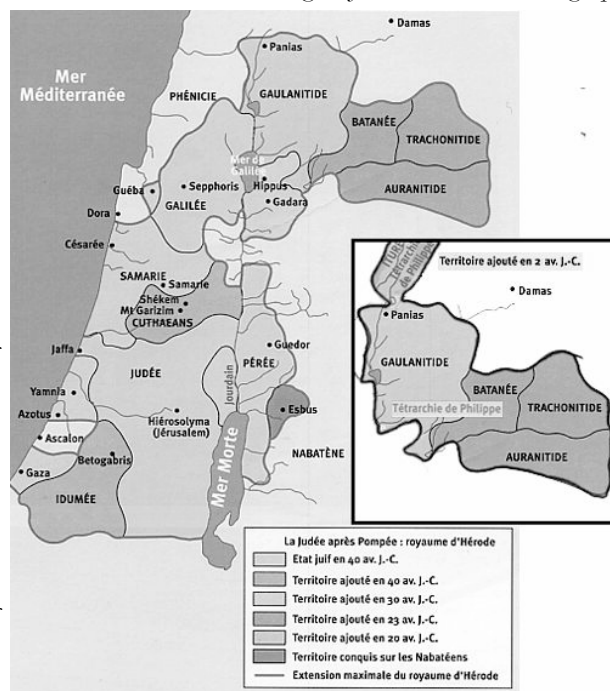 Damas
Panias
Mer
Méditerranée
PHÉNICIE
GAULANITIDE
BATANÉE
TRACHONITIDE
AURANITIDE
Mer de
Galilée
Hippus
Guéba
Sepphoris
GALILÉE
Gadara
Dora
Césarée
SAMARIE
Samarie
Shékem
Mt Garizim
CUTHAEANS
Jaffa
JUDÉE
PÉRÉE
Guedor
Jourdain
Yamnia
Azotus
Hiérosolyma
(Jérusalem)
Esbus
Ascalon
Betogabris
Mer Morte
NABATÈNE
Gaza
IDUMÉE
Tétrarchie
de Philippe
Territoire ajouté en 2 av. J.-C.
Damas
Panias
GAULANITIDE
BATANÉE
TRACHONITIDE
Tétrarchie de Philippe
AURANITIDE
La Judée après Pompée : royaume d'Hérode
Etat juif en 40 av. J.-C.
Territoire ajouté en 40 av. J.-C.
Territoire ajouté en 30 av. J.-C.
Territoire ajouté en 23 av. J.-C.
Territoire ajouté en 20 av. J.-C.
Territoire conquis sur les Nabatéens
Extension maximale du royaume d'Hérode